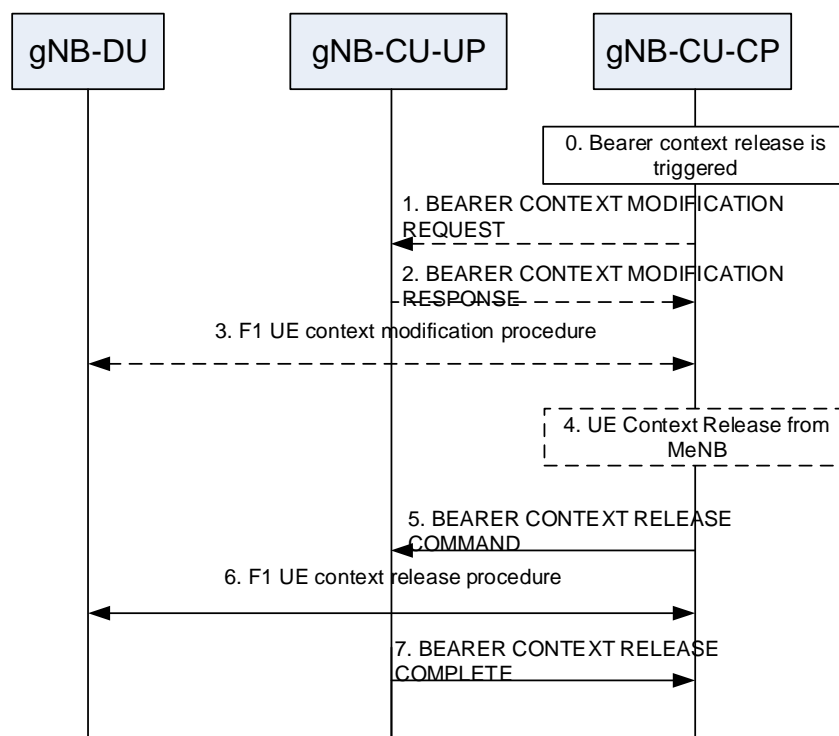 gNB-DU
gNB-CU-UP
gNB-CU-CP
0. Bearer context release is
triggered
1. BEARER CONTEXT MODIFICATION
REQUEST
2. BEARER CONTEXT MODIFICATION
RESPONSE
3. F1 UE context modification procedure
4. UE Context Release from
MeNB
5. BEARER CONTEXT RELEASE
COMMAND
6. F1 UE context release procedure
7. BEARER CONTEXT RELEASE
COMPLETE